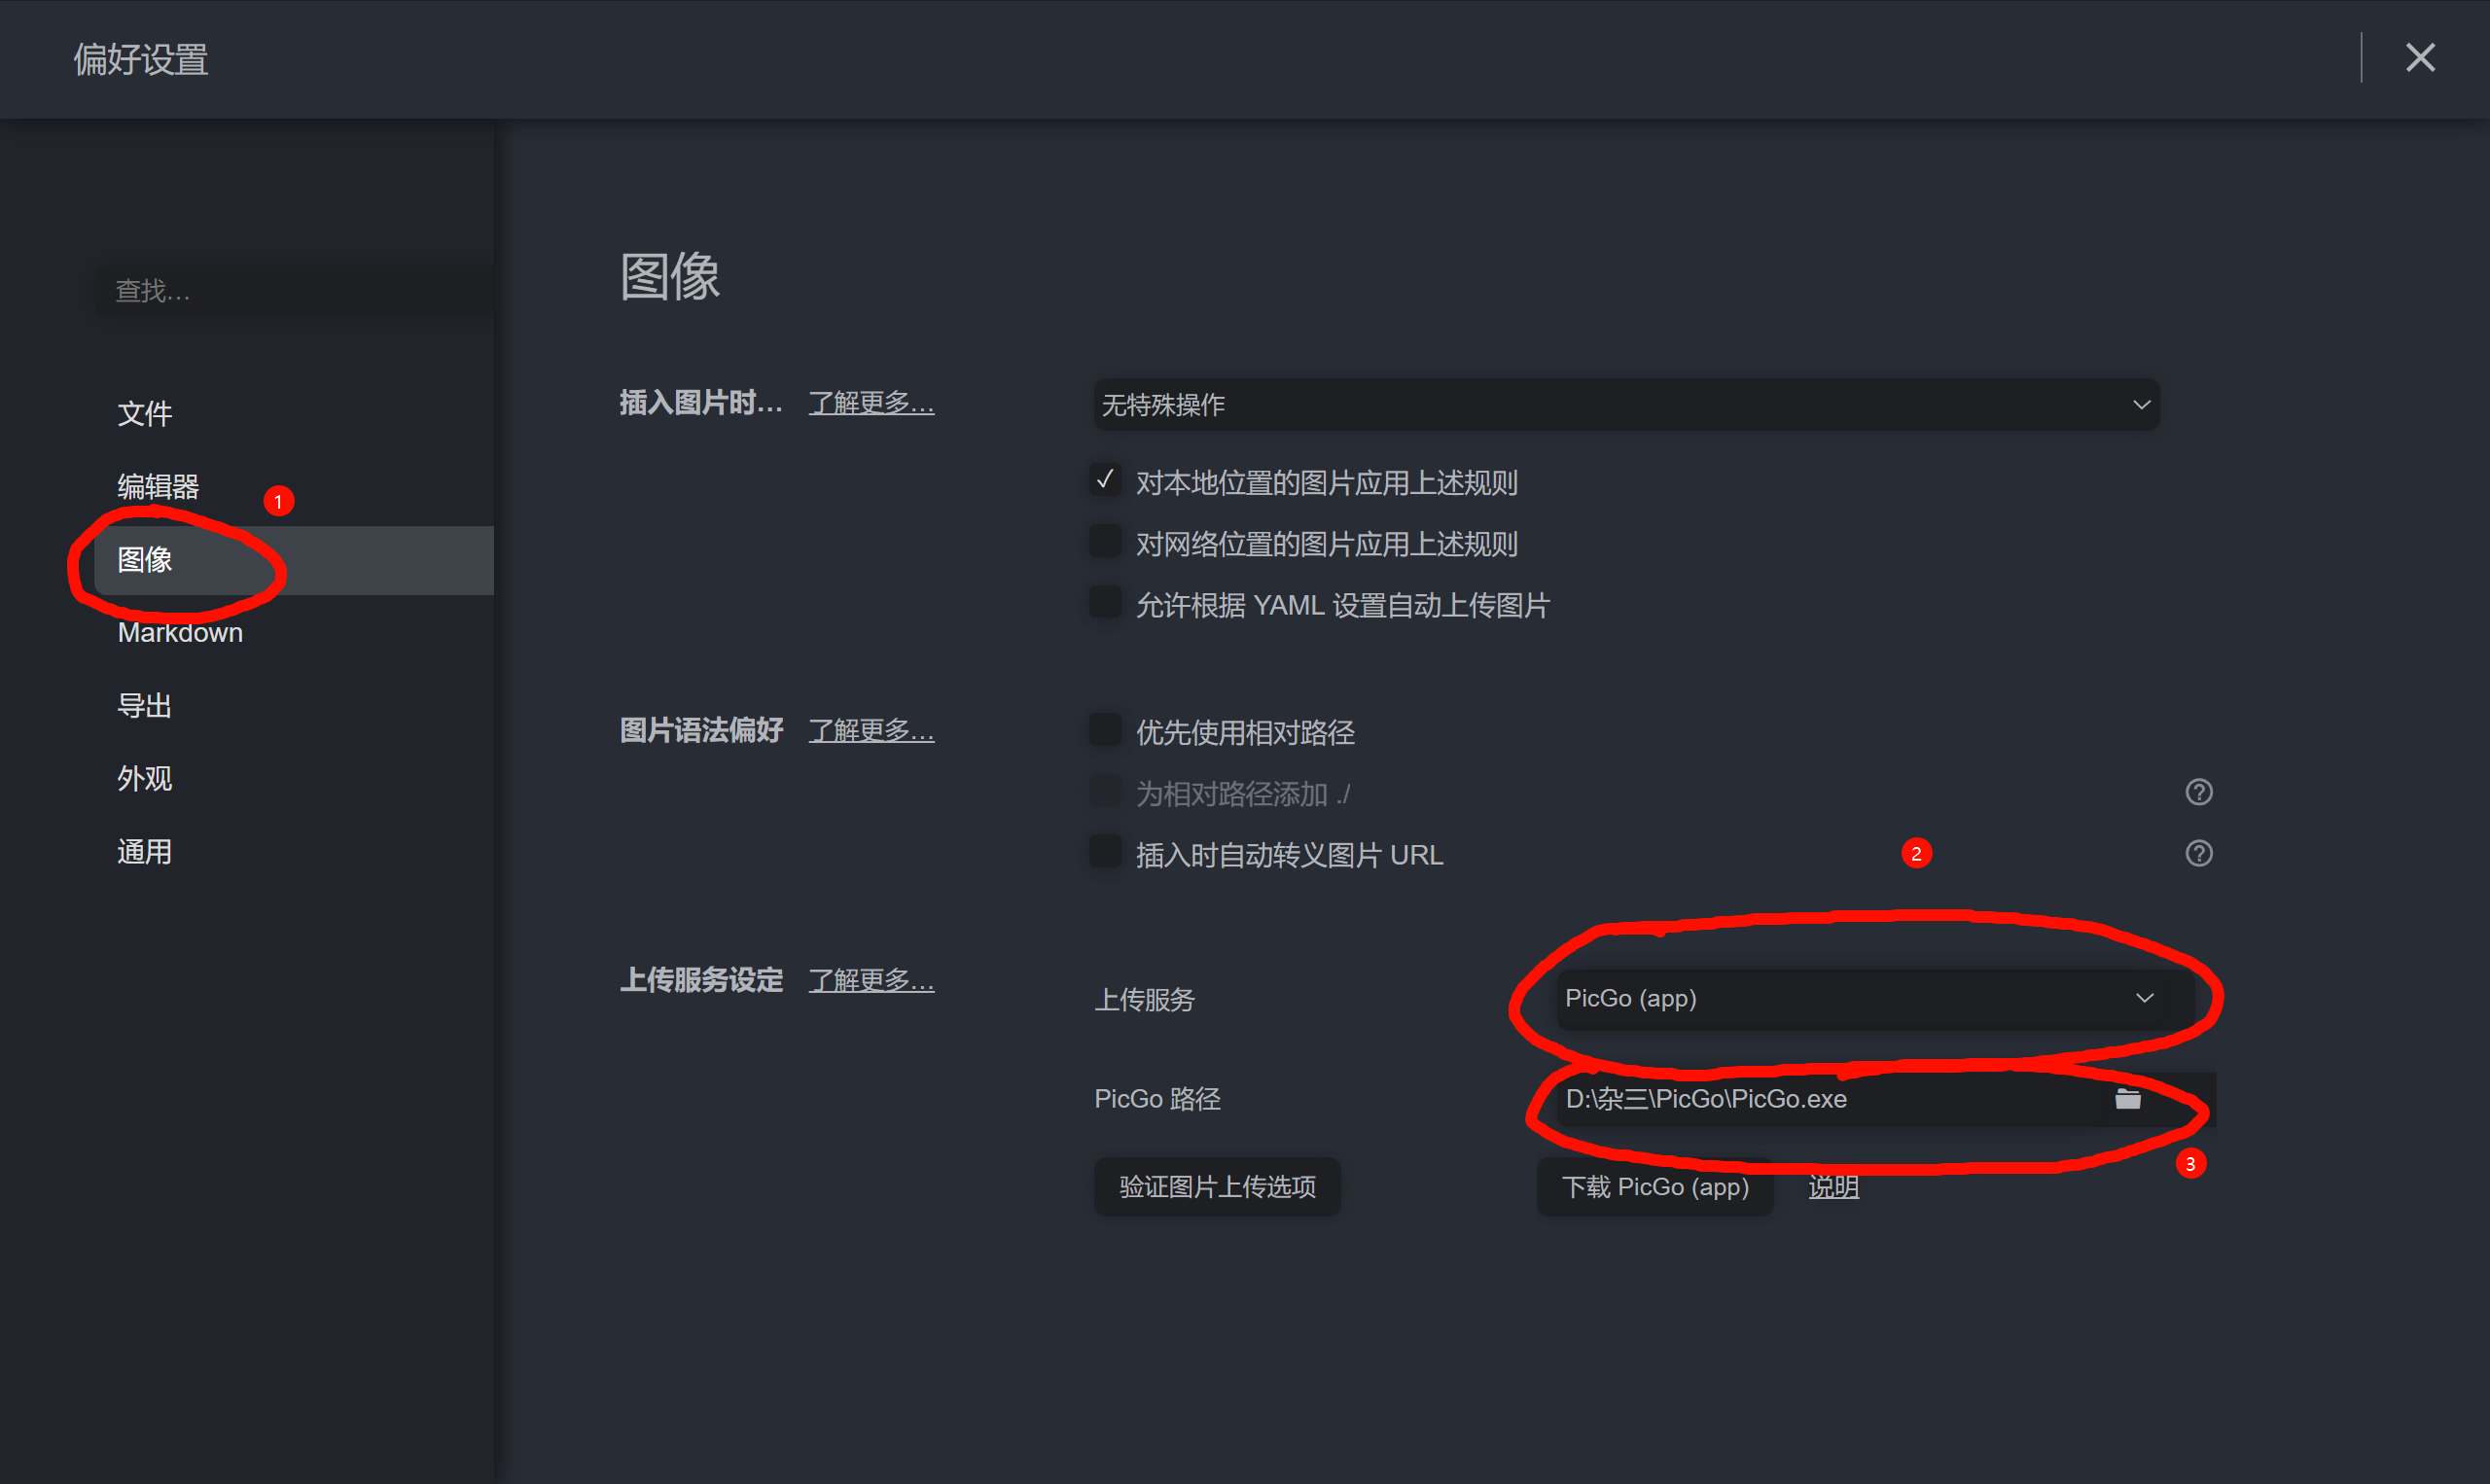 偏好设置
查找...
文件
编辑器
1
图像
Markdown
导出
外观
通用
图像
插入图片时... 了解更多... 无特殊操作
对本地位置的图片应用上述规则
对网络位置的图片应用上述规则
允许根据 YAML 设置自动上传图片
图片语法偏好 了解更多... 优先使用相对路径
为相对路径添加 ./
插入时自动转义图片 URL
2
上传服务设定 了解更多... 上传服务 PicGo (app)
PicGo 路径 D:\杂三\PicGo\PicGo.exe
3
验证图片上传选项 下载 PicGo (app) 说明